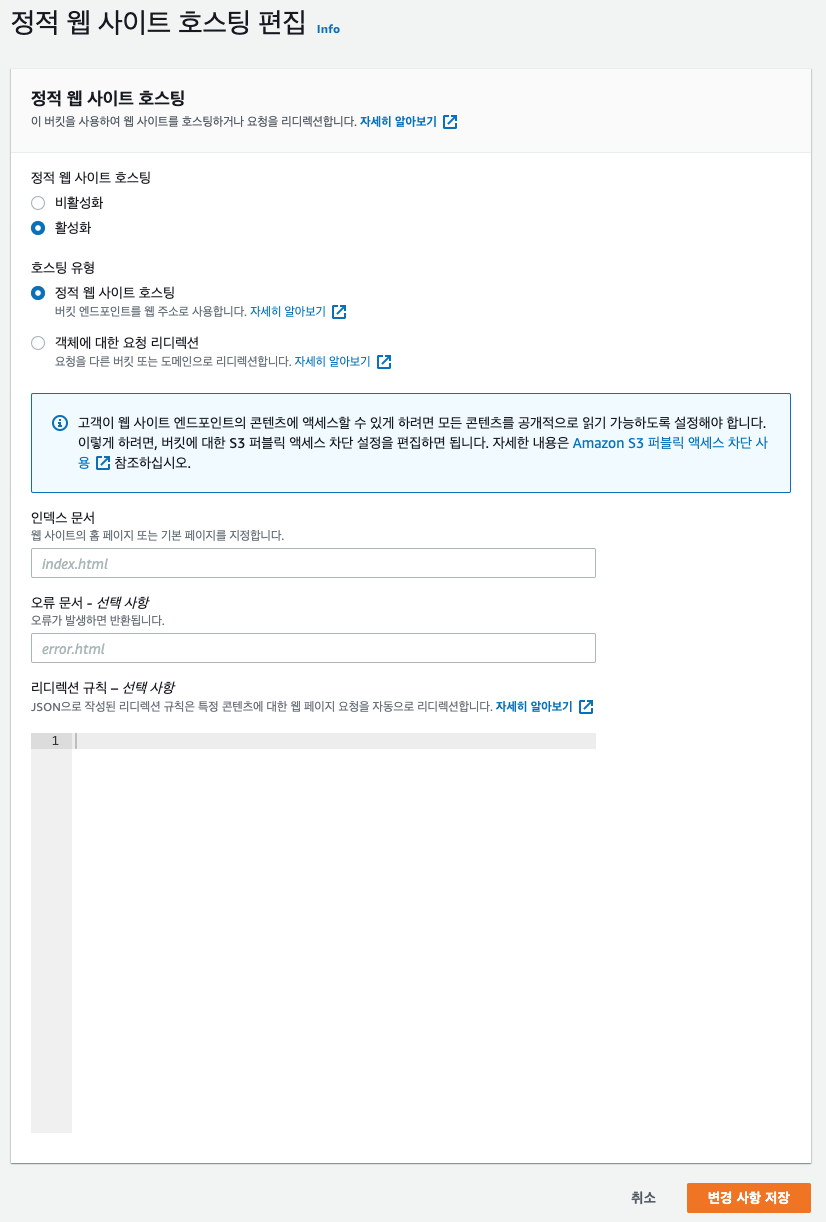 정적 웹 사이트 호스팅 편집 Info
정적 웹 사이트 호스팅
이 버킷을 사용하여 웹 사이트를 호스팅하거나 요청을 리디렉션합니다. 자세히 알아보기
정적 웹 사이트 호스팅
비활성화
활성화
호스팅 유형
정적 웹 사이트 호스팅
버킷 엔드포인트를 웹 주소로 사용합니다. 자세히 알아보기
객체에 대한 요청 리디렉션
요청을 다른 버킷 또는 도메인으로 리디렉션합니다. 자세히 알아보기
고객이 웹 사이트 엔드포인트의 콘텐츠에 액세스할 수 있게 하려면 모든 콘텐츠를 공개적으로 읽기 가능하도록 설정해야 합니다.
이렇게 하려면, 버킷에 대한 S3 퍼블릭 액세스 차단 설정을 편집하면 됩니다. 자세한 내용은 Amazon S3 퍼블릭 액세스 차단 사
용 참조하십시오.
인덱스 문서
웹 사이트의 홈 페이지 또는 기본 페이지를 지정합니다.
index.html
오류 문서 - 선택 사항
오류가 발생하면 반환됩니다.
error.html
리디렉션 규칙 – 선택 사항
JSON으로 작성된 리디렉션 규칙은 특정 콘텐츠에 대한 웹 페이지 요청을 자동으로 리디렉션합니다. 자세히 알아보기
1
취소 변경 사항 저장